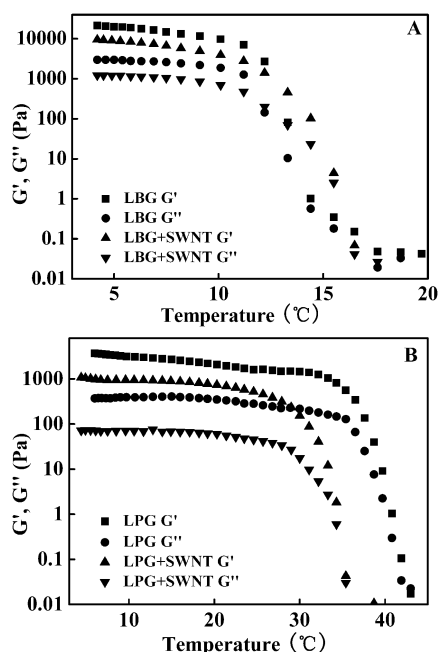 A
10000
1000
100
10
1
0.1
0.01
G', G'' (Pa)
LBG G'
LBG G''
LBG+SWNT G'
LBG+SWNT G''
5 10 15 20
Temperature (℃)
B
1000
100
10
1
0.1
0.01
G', G'' (Pa)
LPG G'
LPG G''
LPG+SWNT G'
LPG+SWNT G''
10 20 30 40
Temperature (℃)